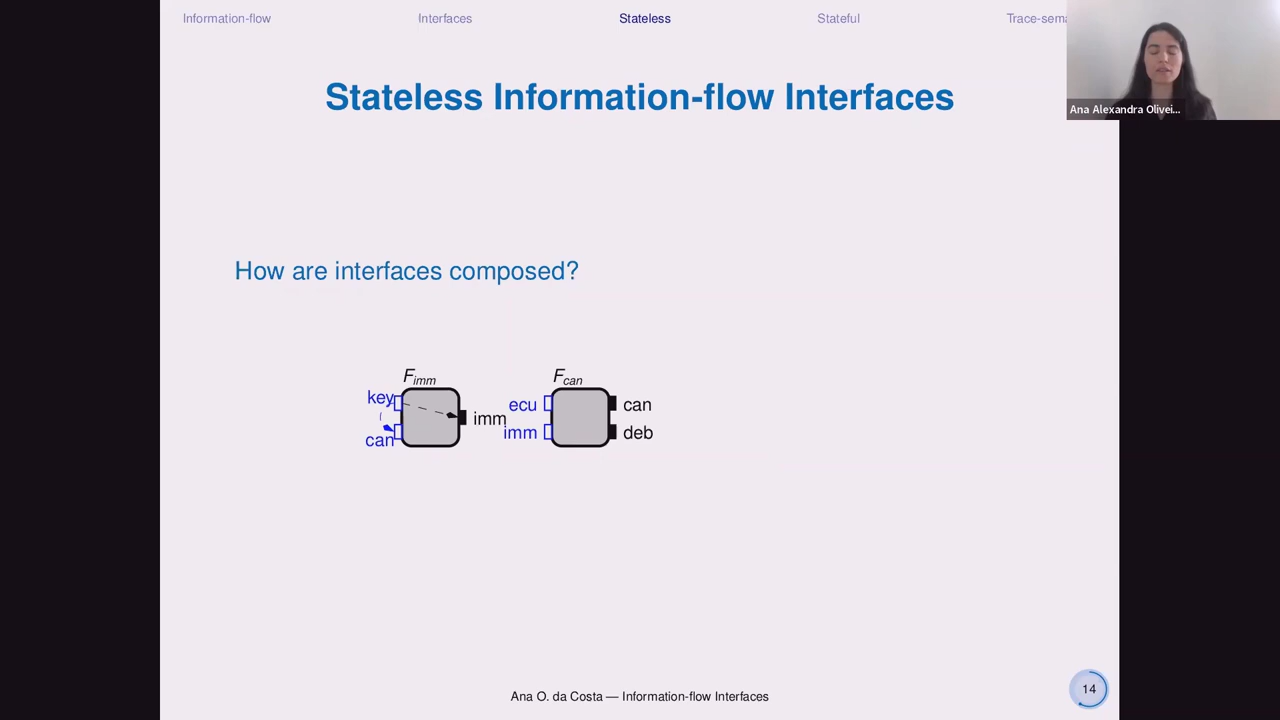 Information-flow Interfaces Stateless Stateful Trace-sema
Ana Alexandra Olivei...
Stateless Information-flow Interfaces
How are interfaces composed?
F_imm F_can
key ecu can
imm
can imm deb
Ana O. da Costa — Information-flow Interfaces
14